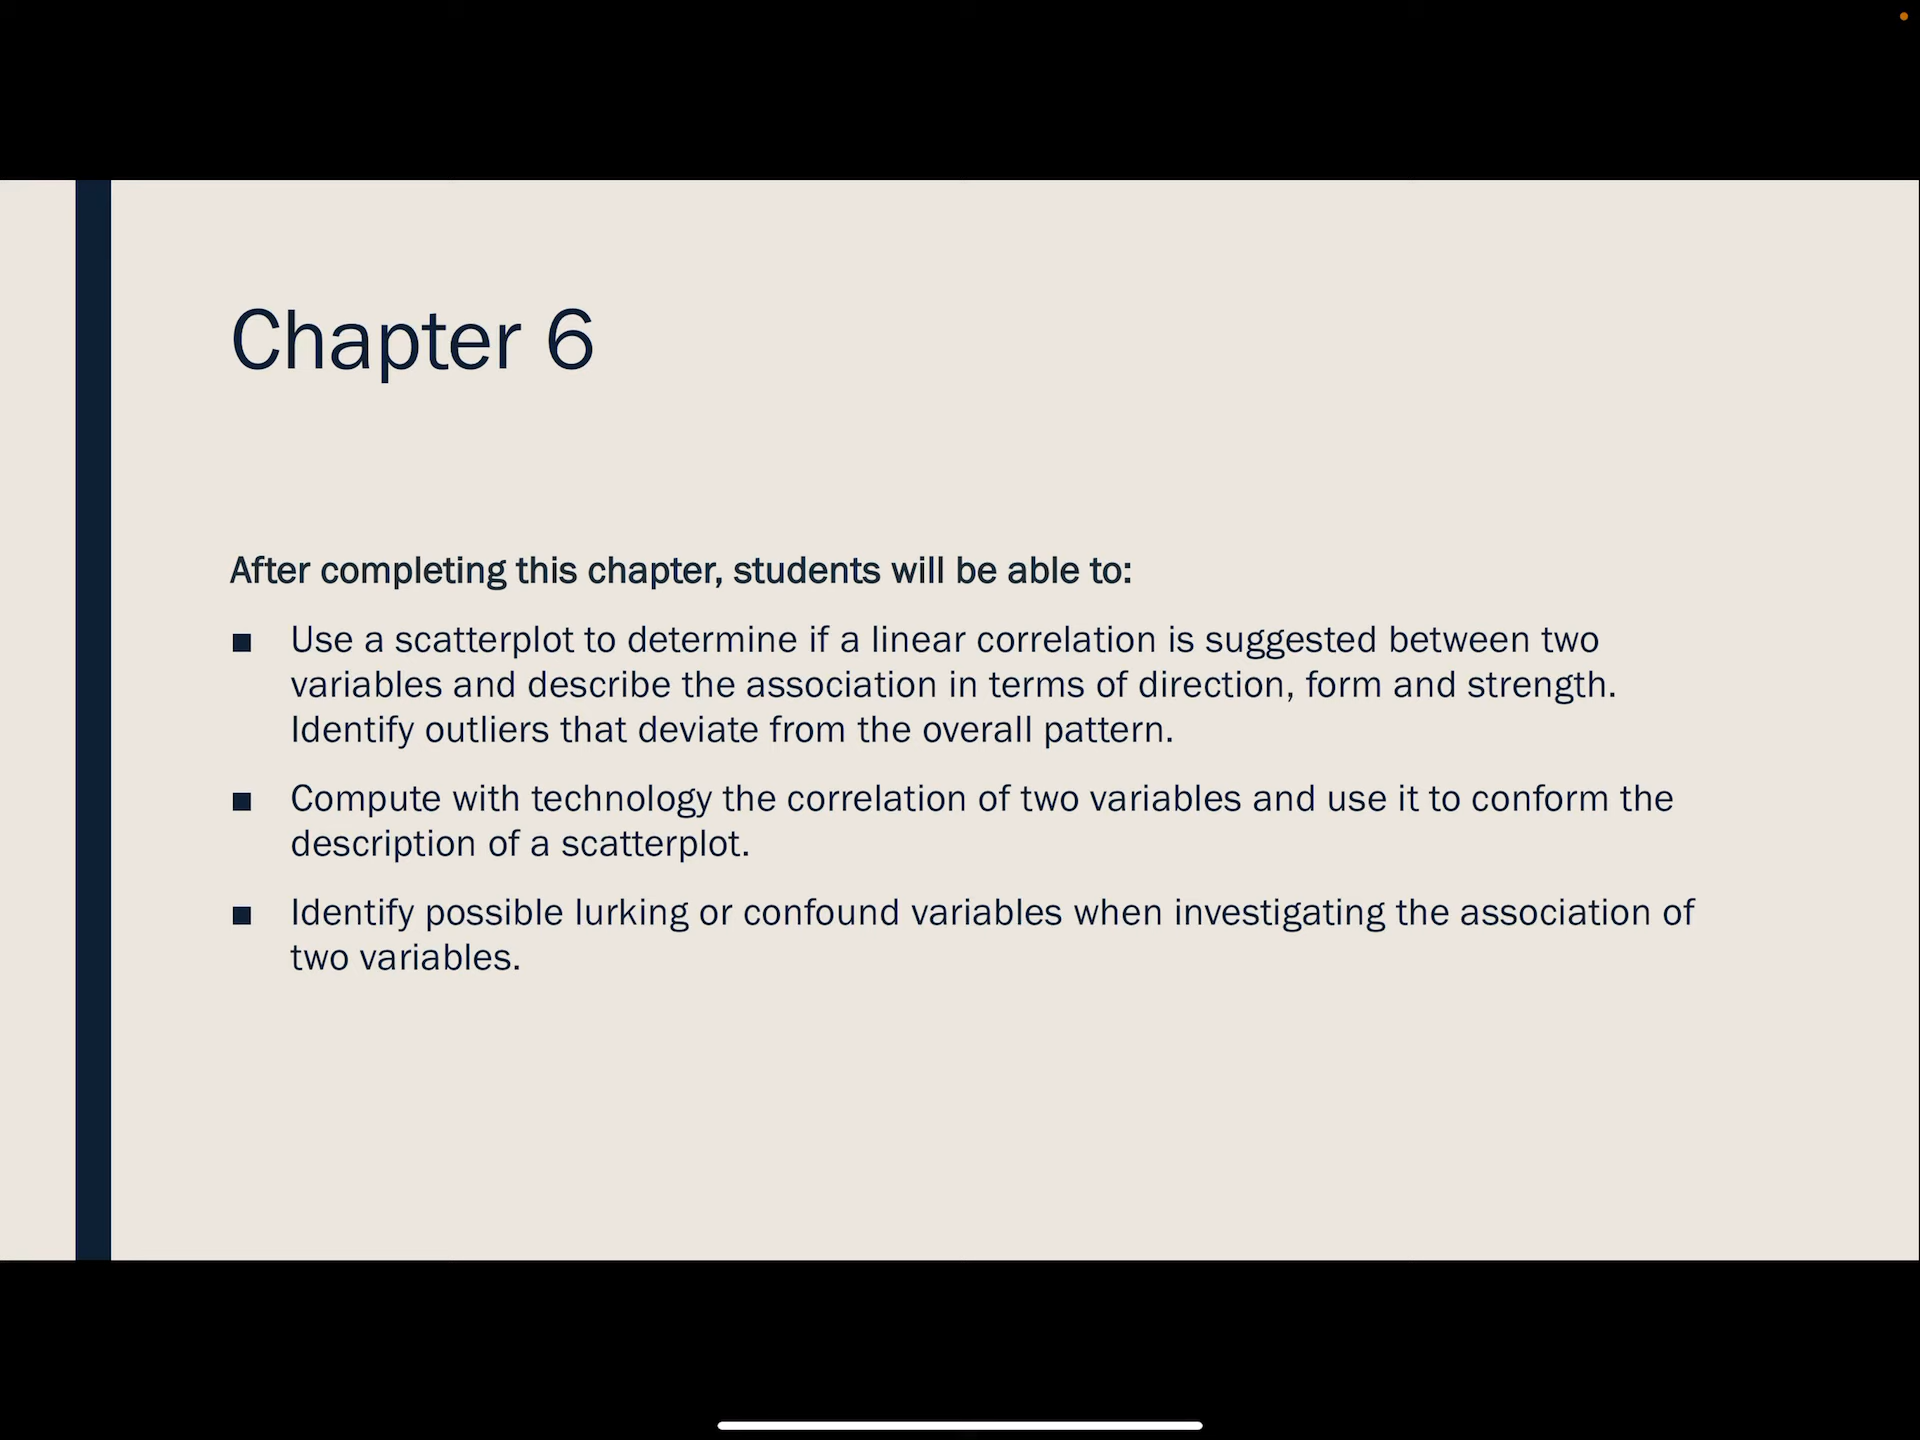 Chapter 6
After completing this chapter, students will be able to:
■ Use a scatterplot to determine if a linear correlation is suggested between two
variables and describe the association in terms of direction, form and strength.
Identify outliers that deviate from the overall pattern.
■ Compute with technology the correlation of two variables and use it to conform the
description of a scatterplot.
■ Identify possible lurking or confound variables when investigating the association of
two variables.